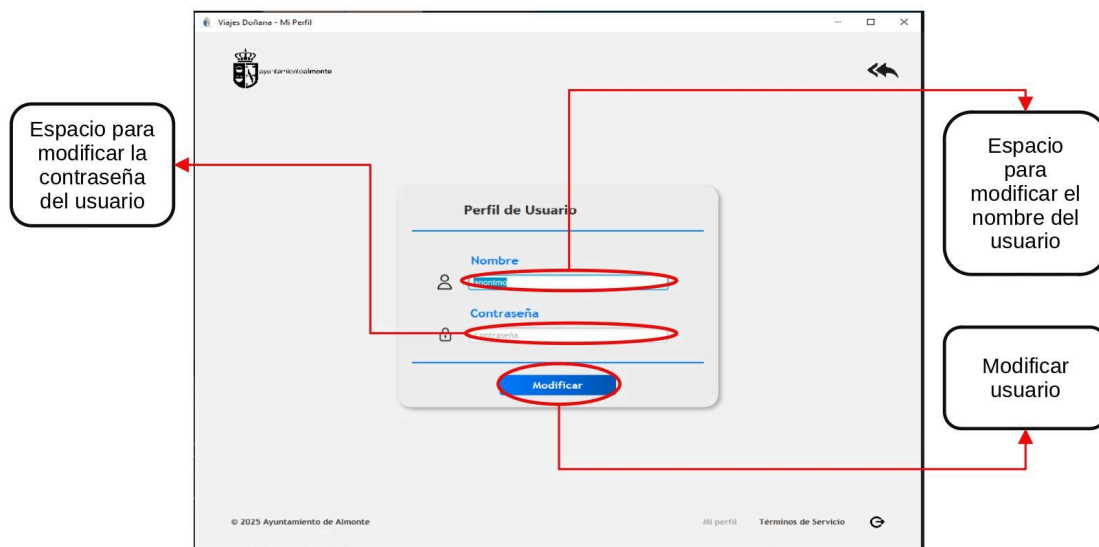 Viajes Doñana - Mi Perfil
Ayuntamientoalmonte
Espacio para
modificar la
contraseña
del usuario
Espacio
para
modificar el
nombre del
usuario
Perfil de Usuario
Nombre
anonimo
Contraseña
Contraseña
Modificar
Modificar
usuario
© 2025 Ayuntamiento de Almonte
Mi perfil
Términos de Servicio